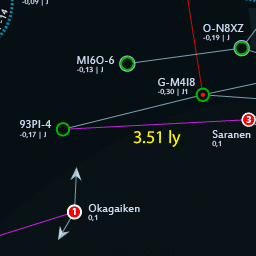 -14
O-N8XZ
-0,19 | J
MI6O-6
-0,13 | J
G-M4I8
-0,30 | J1
93PI-4
-0,17 | J
3.51 ly
3
Saranen
0,1
1
Okagaiken
0,1